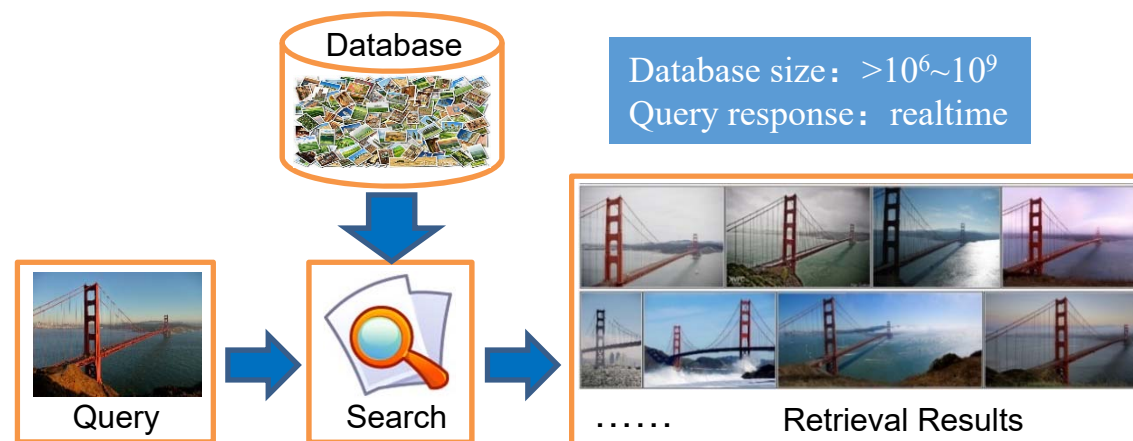 Database
Database size：>10⁶~10⁹
Query response：realtime
Query
Search
……
Retrieval Results